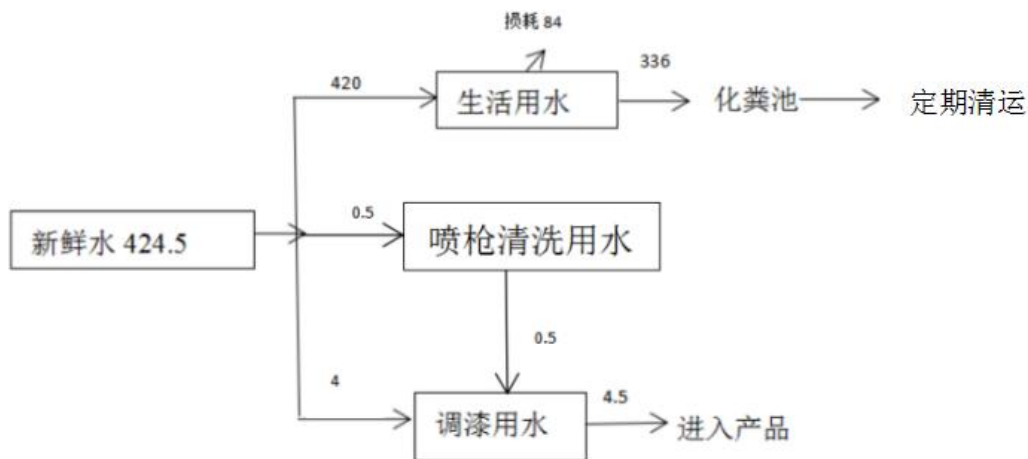 损耗 84
420
336
生活用水
化粪池
定期清运
新鲜水 424.5
0.5
喷枪清洗用水
0.5
4
4.5
调漆用水
进入产品